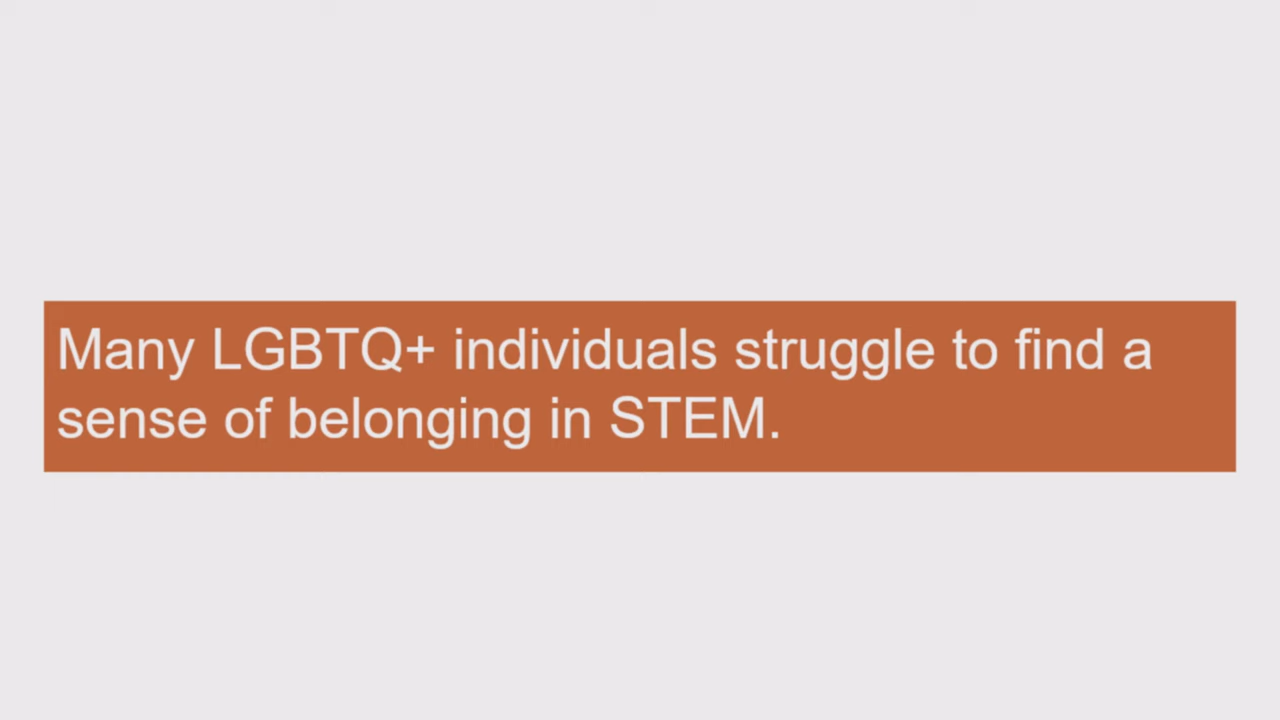 Many LGBTQ+ individuals struggle to find a
sense of belonging in STEM.